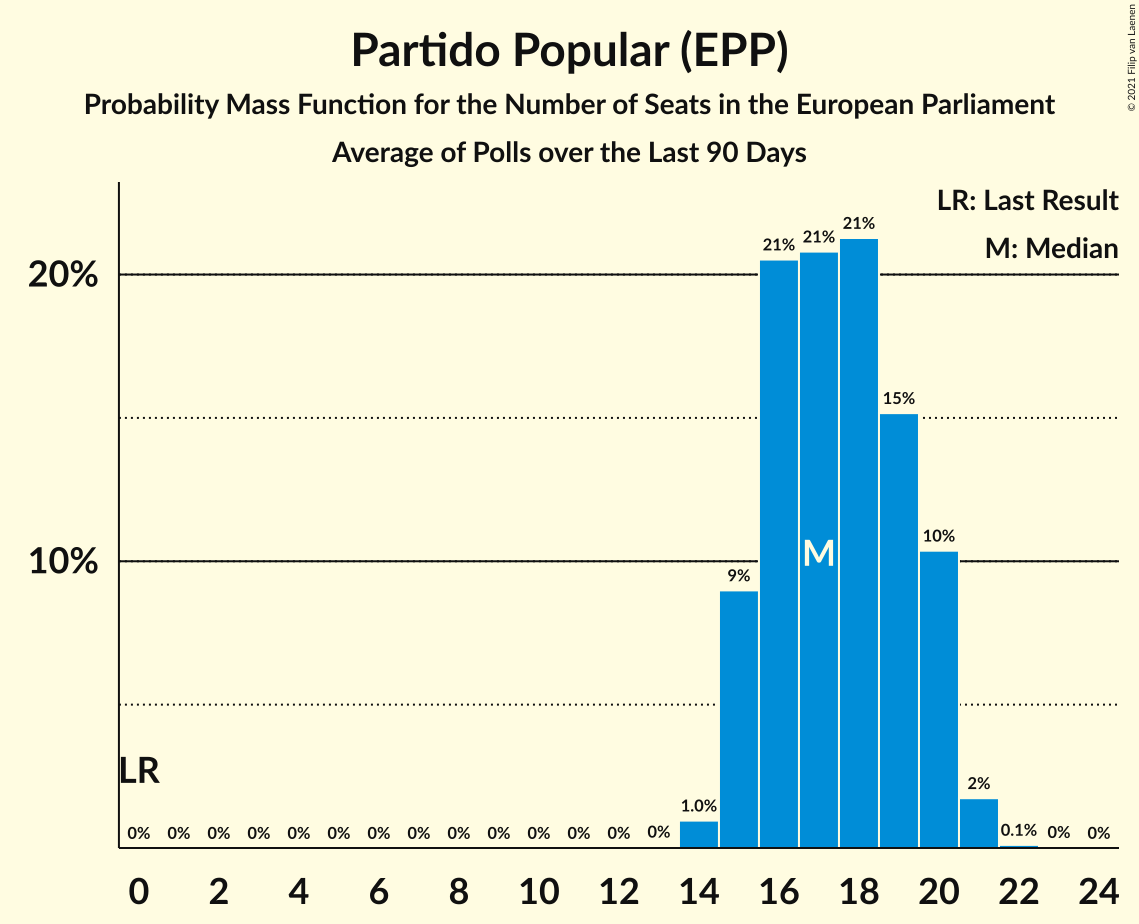 Partido Popular (EPP)
Probability Mass Function for the Number of Seats in the European Parliament
Average of Polls over the Last 90 Days
© 2021 Filip van Laenen
LR: Last Result
M: Median
20%
10%
LR
M
0% 0% 0% 0% 0% 0% 0% 0% 0% 0% 0% 0% 0% 0% 1.0% 9% 21% 21% 21% 15% 10% 2% 0.1% 0% 0%
0 2 4 6 8 10 12 14 16 18 20 22 24